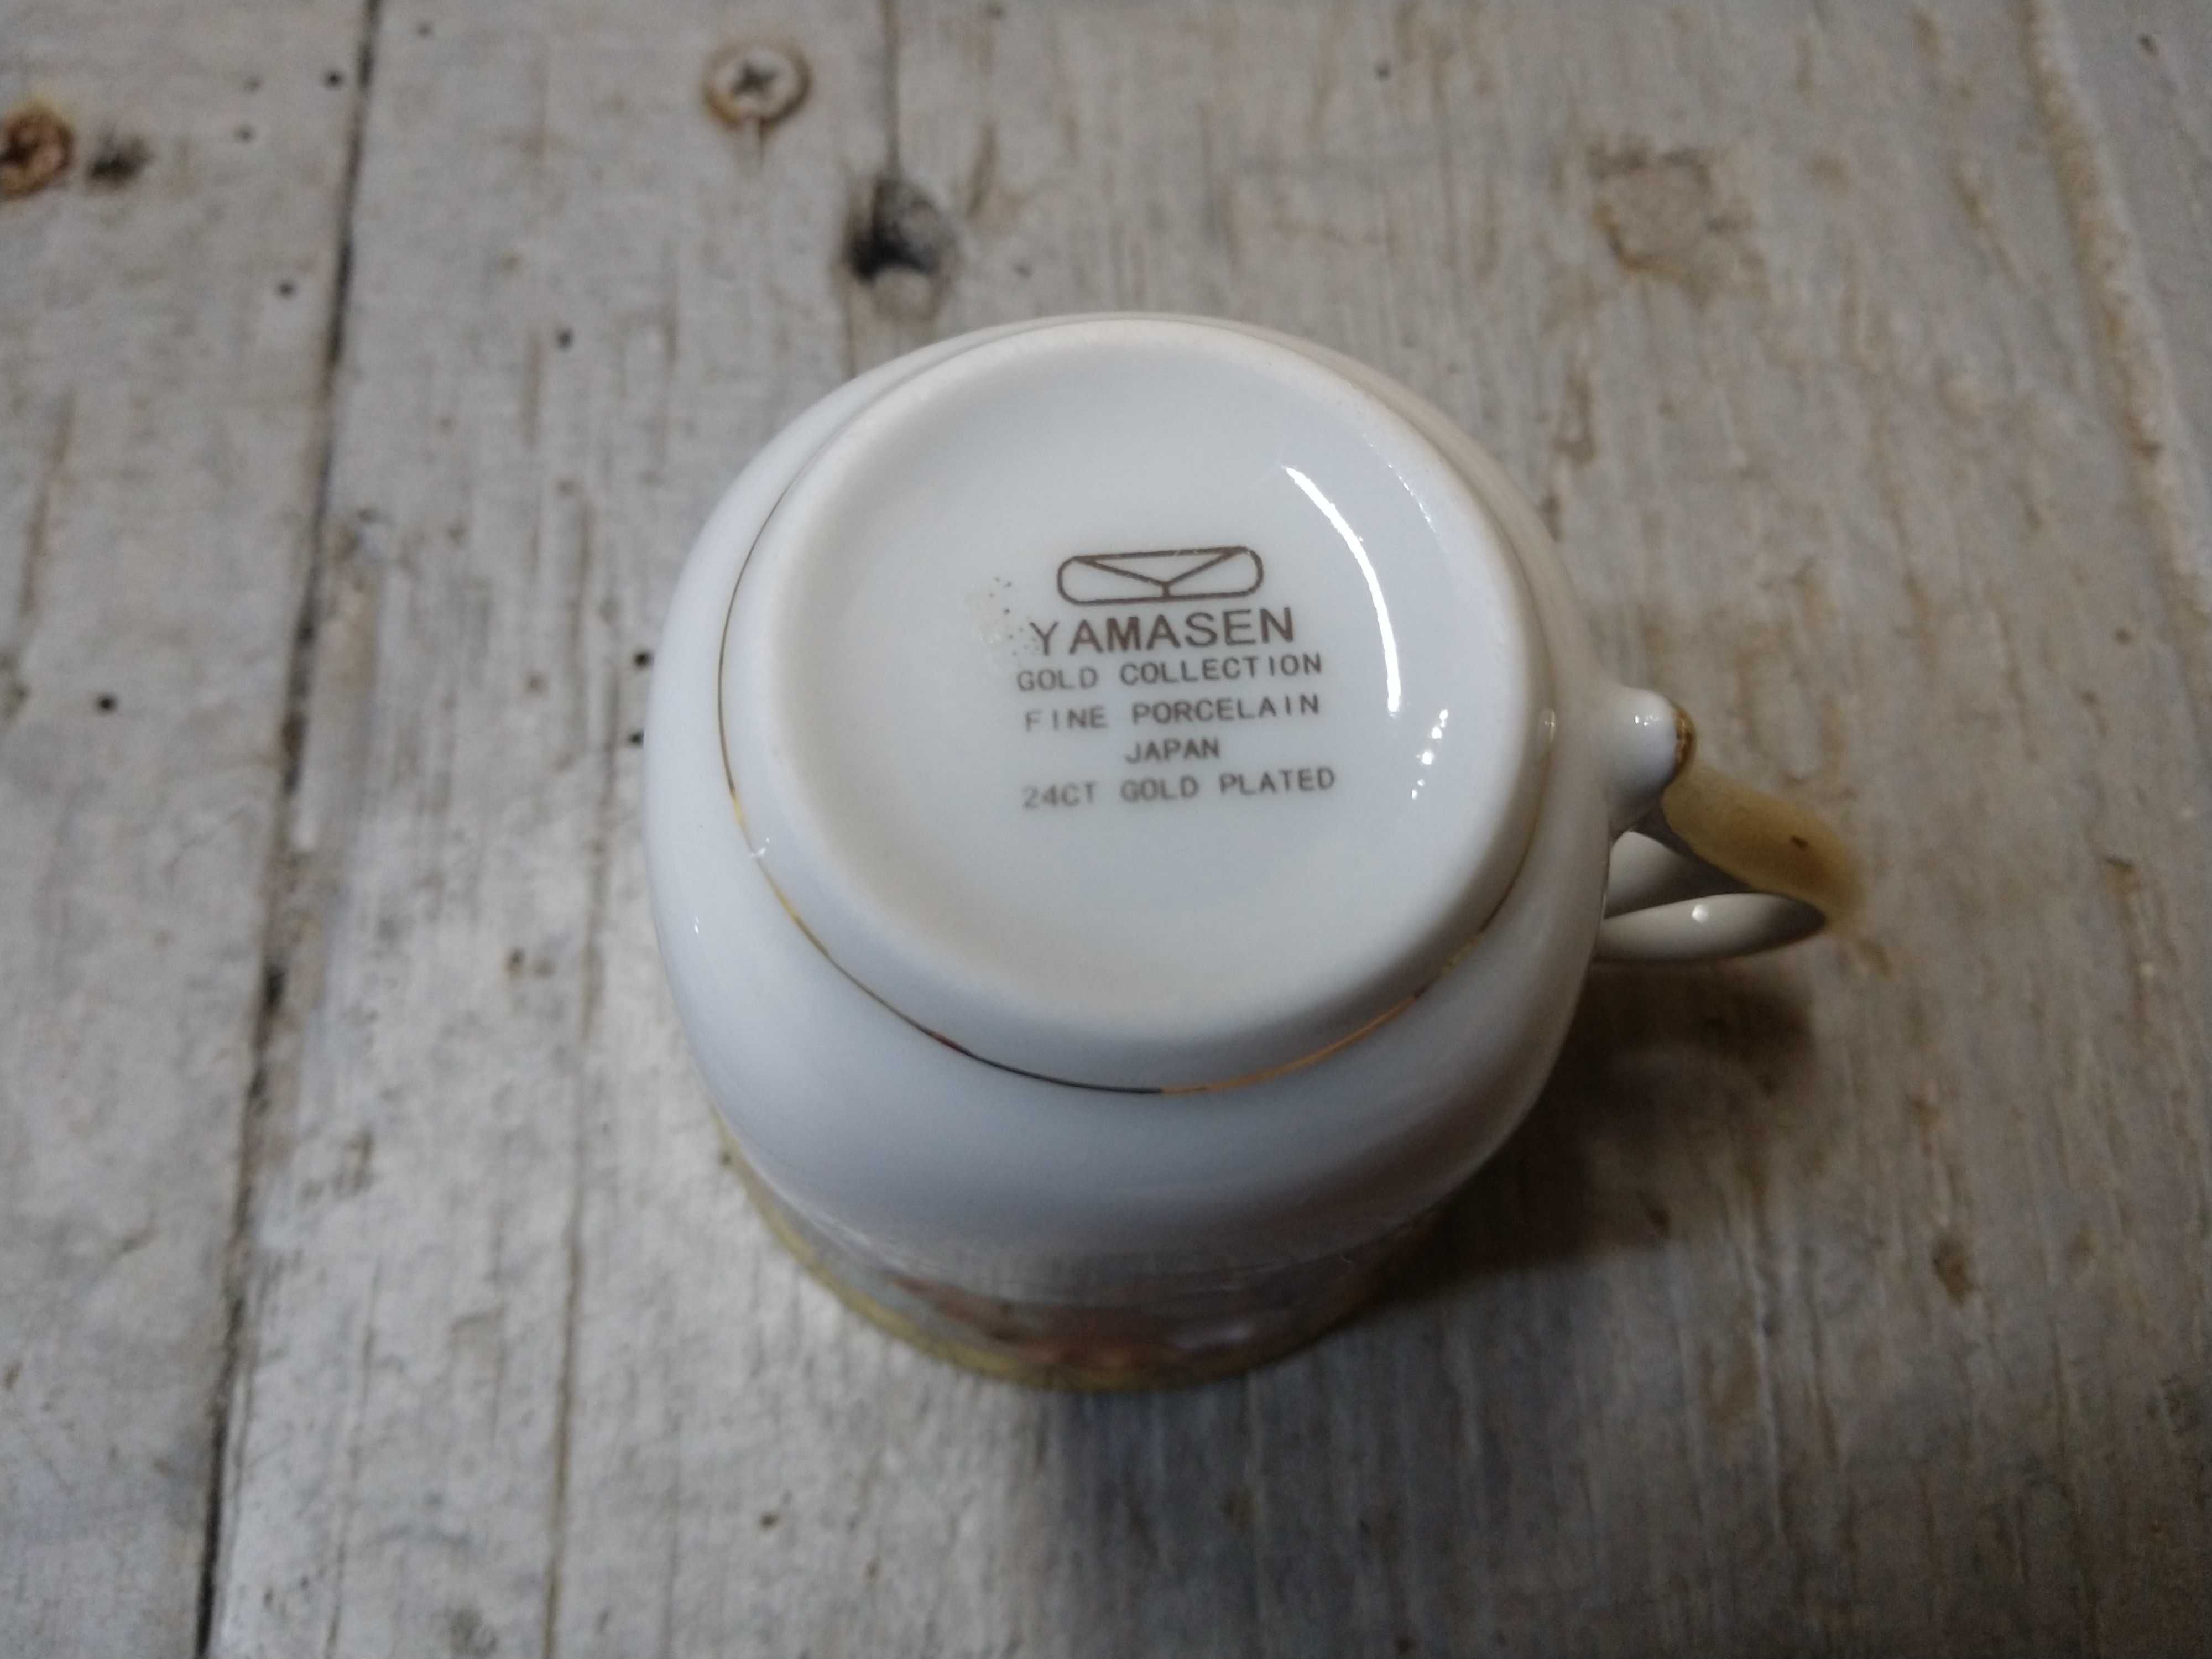 YAMASEN
GOLD COLLECTION
FINE PORCELAIN
JAPAN
24CT GOLD PLATED